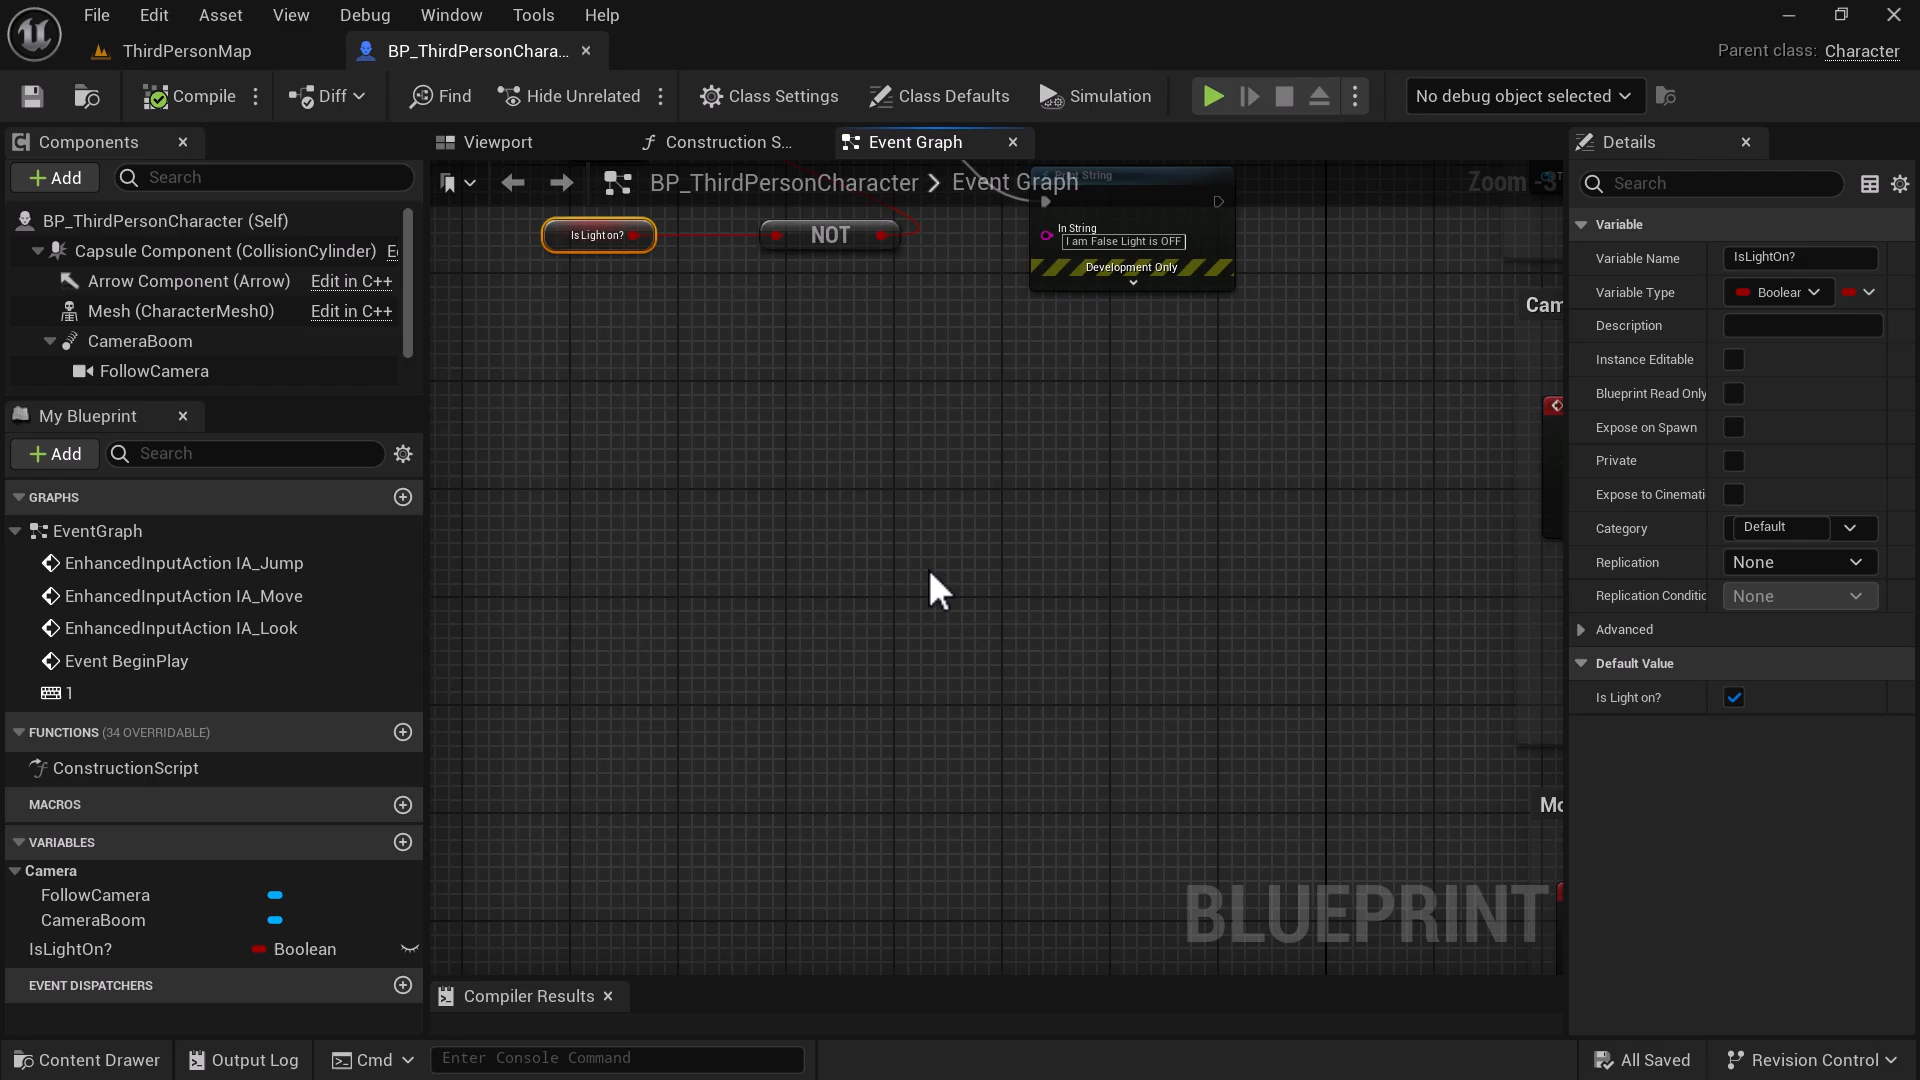 File Edit Asset View Debug Window Tools Help
ThirdPersonMap
BP_ThirdPersonChara...
Parent class: Character
Compile
Diff
Find
Hide Unrelated
Class Settings
Class Defaults
Simulation
No debug object selected
Components
Add
Search
BP_ThirdPersonCharacter (Self)
Capsule Component (CollisionCylinder)
Arrow Component (Arrow) Edit in C++
Mesh (CharacterMesh0) Edit in C++
CameraBoom
FollowCamera
My Blueprint
Add
Search
GRAPHS
EventGraph
EnhancedInputAction IA_Jump
EnhancedInputAction IA_Move
EnhancedInputAction IA_Look
Event BeginPlay
1
FUNCTIONS (34 OVERRIDABLE)
ConstructionScript
MACROS
VARIABLES
Camera
FollowCamera
CameraBoom
IsLightOn? Boolean
EVENT DISPATCHERS
Viewport
Construction S...
Event Graph
BP_ThirdPersonCharacter > Event Graph
Zoom -3
Is Light on?
NOT
Print String
In String
I am False Light is OFF
Development Only
Cam
Mo
BLUEPRINT
Compiler Results
Details
Search
Variable
Variable Name IsLightOn?
Variable Type Boolear
Description
Instance Editable
Blueprint Read Only
Expose on Spawn
Private
Expose to Cinemati
Category Default
Replication None
Replication Conditic None
Advanced
Default Value
Is Light on?
Content Drawer
Output Log
Cmd
Enter Console Command
All Saved
Revision Control